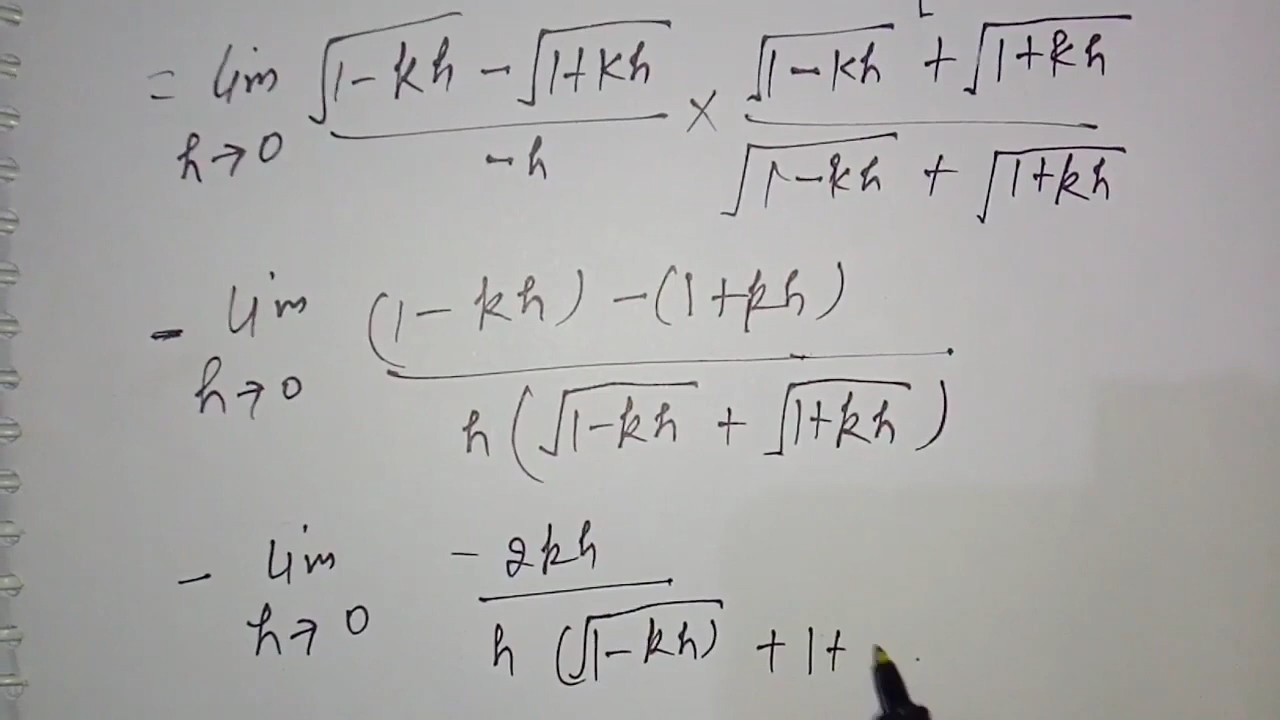 = lim h→0 (√(1-kh) - √(1+kh))/(-h) × (√(1-kh) + √(1+kh))/(√(1-kh) + √(1+kh))
- lim h→0 ((1-kh) - (1+kh))/(h(√(1-kh) + √(1+kh)))
- lim h→0 (-2kh)/(h (√(1-kh)) + 1+